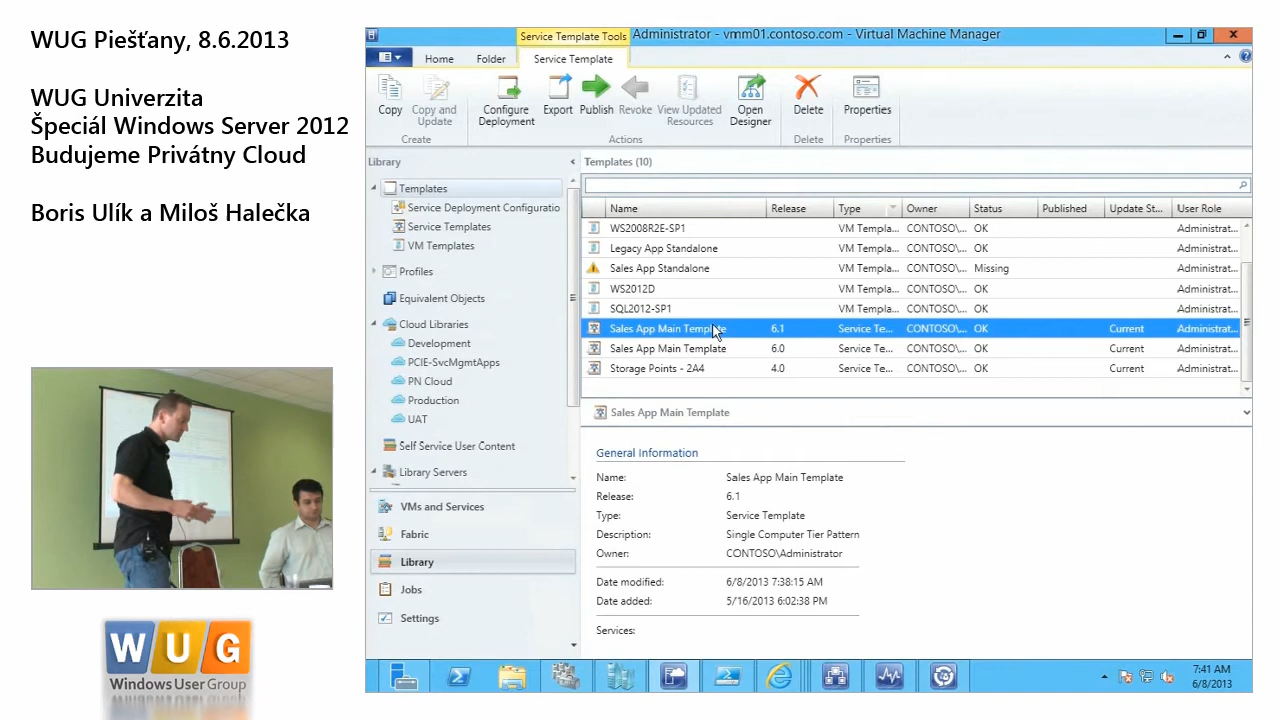 WUG Piešťany, 8.6.2013
WUG Univerzita
Špeciál Windows Server 2012
Budujeme Privátny Cloud
Boris Ulík a Miloš Halečka
WUG
Windows User Group
Service Template Tools
Administrator - vmm01.contoso.com - Virtual Machine Manager
Home Folder Service Template
Copy
Copy and Update
Create
Configure Deployment
Export
Publish
Revoke
View Updated Resources
Open Designer
Actions
Delete
Delete
Properties
Properties
Library
Templates
Service Deployment Configuratio
Service Templates
VM Templates
Profiles
Equivalent Objects
Cloud Libraries
Development
PCIE-SvcMgmtApps
PN Cloud
Production
UAT
Self Service User Content
Library Servers
VMs and Services
Fabric
Library
Jobs
Settings
Templates (10)
Name Release Type Owner Status Published Update St... User Role
WS2008R2E-SP1 VM Templa... CONTOSO\... OK Administrat...
Legacy App Standalone VM Templa... CONTOSO\... OK Administrat...
Sales App Standalone VM Templa... CONTOSO\... Missing Administrat...
WS2012D VM Templa... CONTOSO\... OK Administrat...
SQL2012-SP1 VM Templa... CONTOSO\... OK Administrat...
Sales App Main Template 6.1 Service Te... CONTOSO\... OK Current Administrat...
Sales App Main Template 6.0 Service Te... CONTOSO\... OK Current Administrat...
Storage Points - 2A4 4.0 Service Te... CONTOSO\... OK Current Administrat...
Sales App Main Template
General Information
Name: Sales App Main Template
Release: 6.1
Type: Service Template
Description: Single Computer Tier Pattern
Owner: CONTOSO\Administrator
Date modified: 6/8/2013 7:38:15 AM
Date added: 5/16/2013 6:02:38 PM
Services:
7:41 AM
6/8/2013